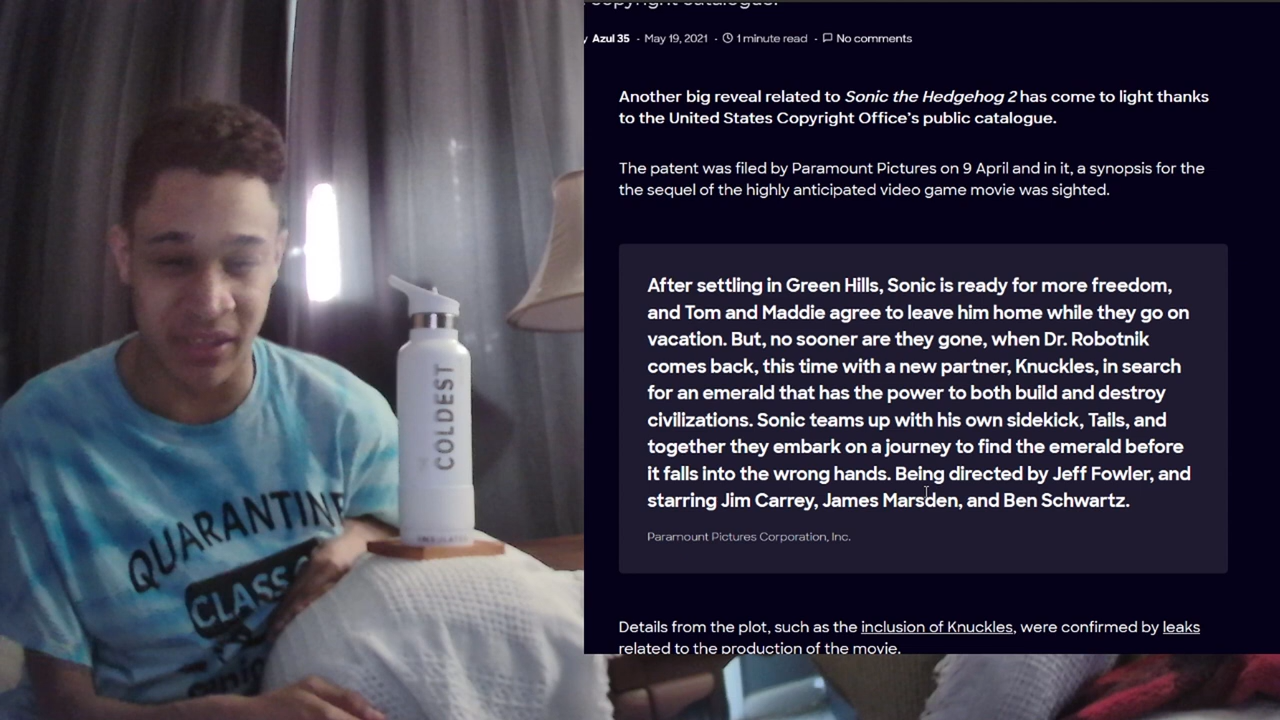 Azul 35 · May 19, 2021 · 1 minute read · No comments
Another big reveal related to Sonic the Hedgehog 2 has come to light thanks
to the United States Copyright Office's public catalogue.
The patent was filed by Paramount Pictures on 9 April and in it, a synopsis for the
the sequel of the highly anticipated video game movie was sighted.
After settling in Green Hills, Sonic is ready for more freedom,
and Tom and Maddie agree to leave him home while they go on
vacation. But, no sooner are they gone, when Dr. Robotnik
comes back, this time with a new partner, Knuckles, in search
for an emerald that has the power to both build and destroy
civilizations. Sonic teams up with his own sidekick, Tails, and
together they embark on a journey to find the emerald before
it falls into the wrong hands. Being directed by Jeff Fowler, and
starring Jim Carrey, James Marsden, and Ben Schwartz.
Paramount Pictures Corporation, Inc.
Details from the plot, such as the inclusion of Knuckles, were confirmed by leaks
related to the production of the movie.
COLDEST
QUARANTINE
CLASS